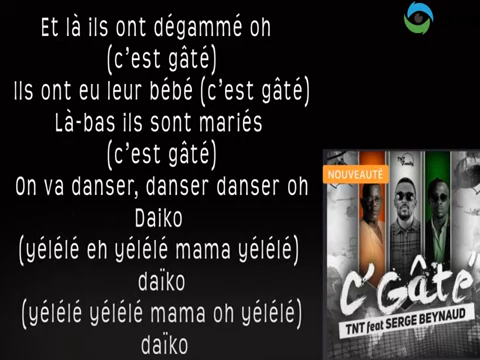 Et là ils ont dégammé oh
(c'est gâté)
Ils ont eu leur bébé (c'est gâté)
Là-bas ils sont mariés
(c'est gâté)
On va danser, danser danser oh
Daiko
(yélélé eh yélélé mama yélélé)
daïko
(yélélé yélélé mama oh yélélé)
daïko
NOUVEAUTÉ
C'Gâté
TNT feat SERGE BEYNAUD